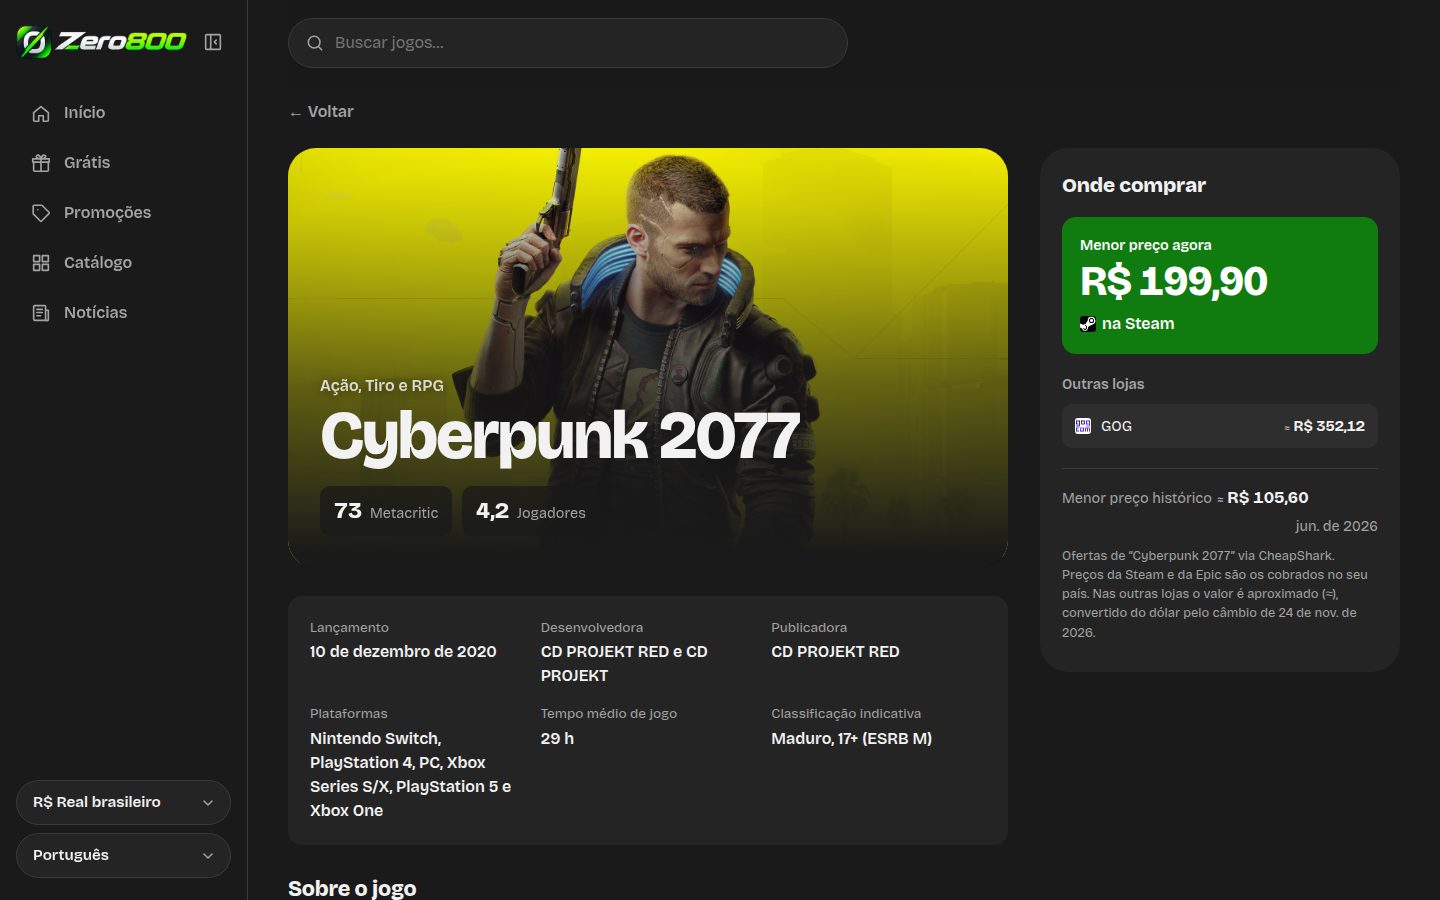 Zero800
Início
Grátis
Promoções
Catálogo
Notícias
R$ Real brasileiro
Português
Buscar jogos...
← Voltar
Ação, Tiro e RPG
Cyberpunk 2077
73 Metacritic
4,2 Jogadores
Lançamento
10 de dezembro de 2020
Desenvolvedora
CD PROJEKT RED e CD
PROJEKT
Publicadora
CD PROJEKT RED
Plataformas
Nintendo Switch,
PlayStation 4, PC, Xbox
Series S/X, PlayStation 5 e
Xbox One
Tempo médio de jogo
29 h
Classificação indicativa
Maduro, 17+ (ESRB M)
Sobre o jogo
Onde comprar
Menor preço agora
R$ 199,90
na Steam
Outras lojas
GOG
≈ R$ 352,12
Menor preço histórico ≈ R$ 105,60
jun. de 2026
Ofertas de “Cyberpunk 2077” via CheapShark.
Preços da Steam e da Epic são os cobrados no seu
país. Nas outras lojas o valor é aproximado (≈),
convertido do dólar pelo câmbio de 24 de nov. de
2026.